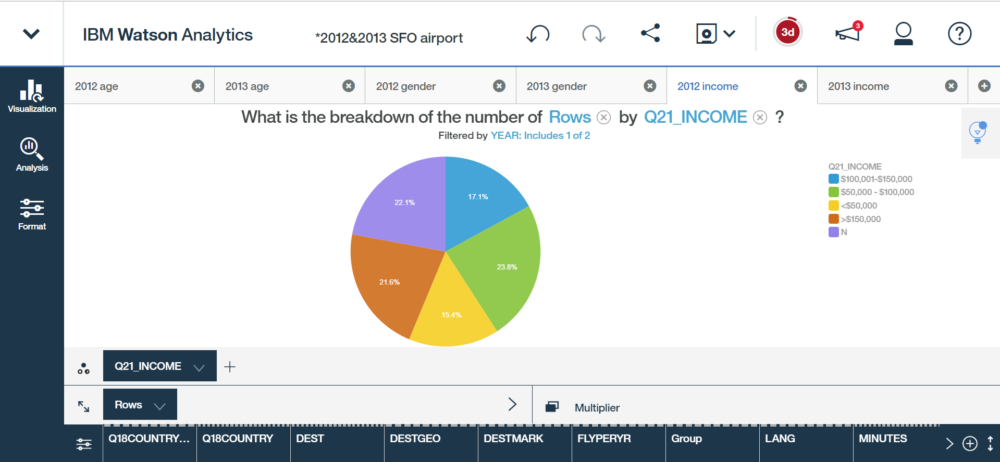 IBM Watson Analytics
*2012&2013 SFO airport
3d
3
?
Visualization
Analysis
Format
2012 age
2013 age
2012 gender
2013 gender
2012 income
2013 income
What is the breakdown of the number of Rows by Q21_INCOME ?
Filtered by YEAR: Includes 1 of 2
17.1%
22.1%
23.8%
21.6%
15.4%
Q21_INCOME
$100,001-$150,000
$50,000 - $100,000
<$50,000
>$150,000
N
Q21_INCOME
Rows
Multiplier
Q18COUNTRY...
Q18COUNTRY
DEST
DESTGEO
DESTMARK
FLYPERYR
Group
LANG
MINUTES